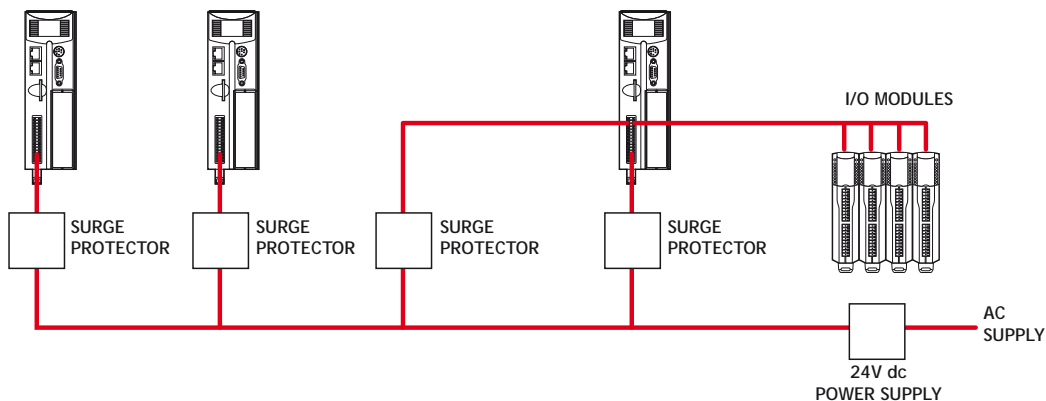 I/O MODULES
SURGE
PROTECTOR
SURGE
PROTECTOR
SURGE
PROTECTOR
SURGE
PROTECTOR
AC
SUPPLY
24V dc
POWER SUPPLY